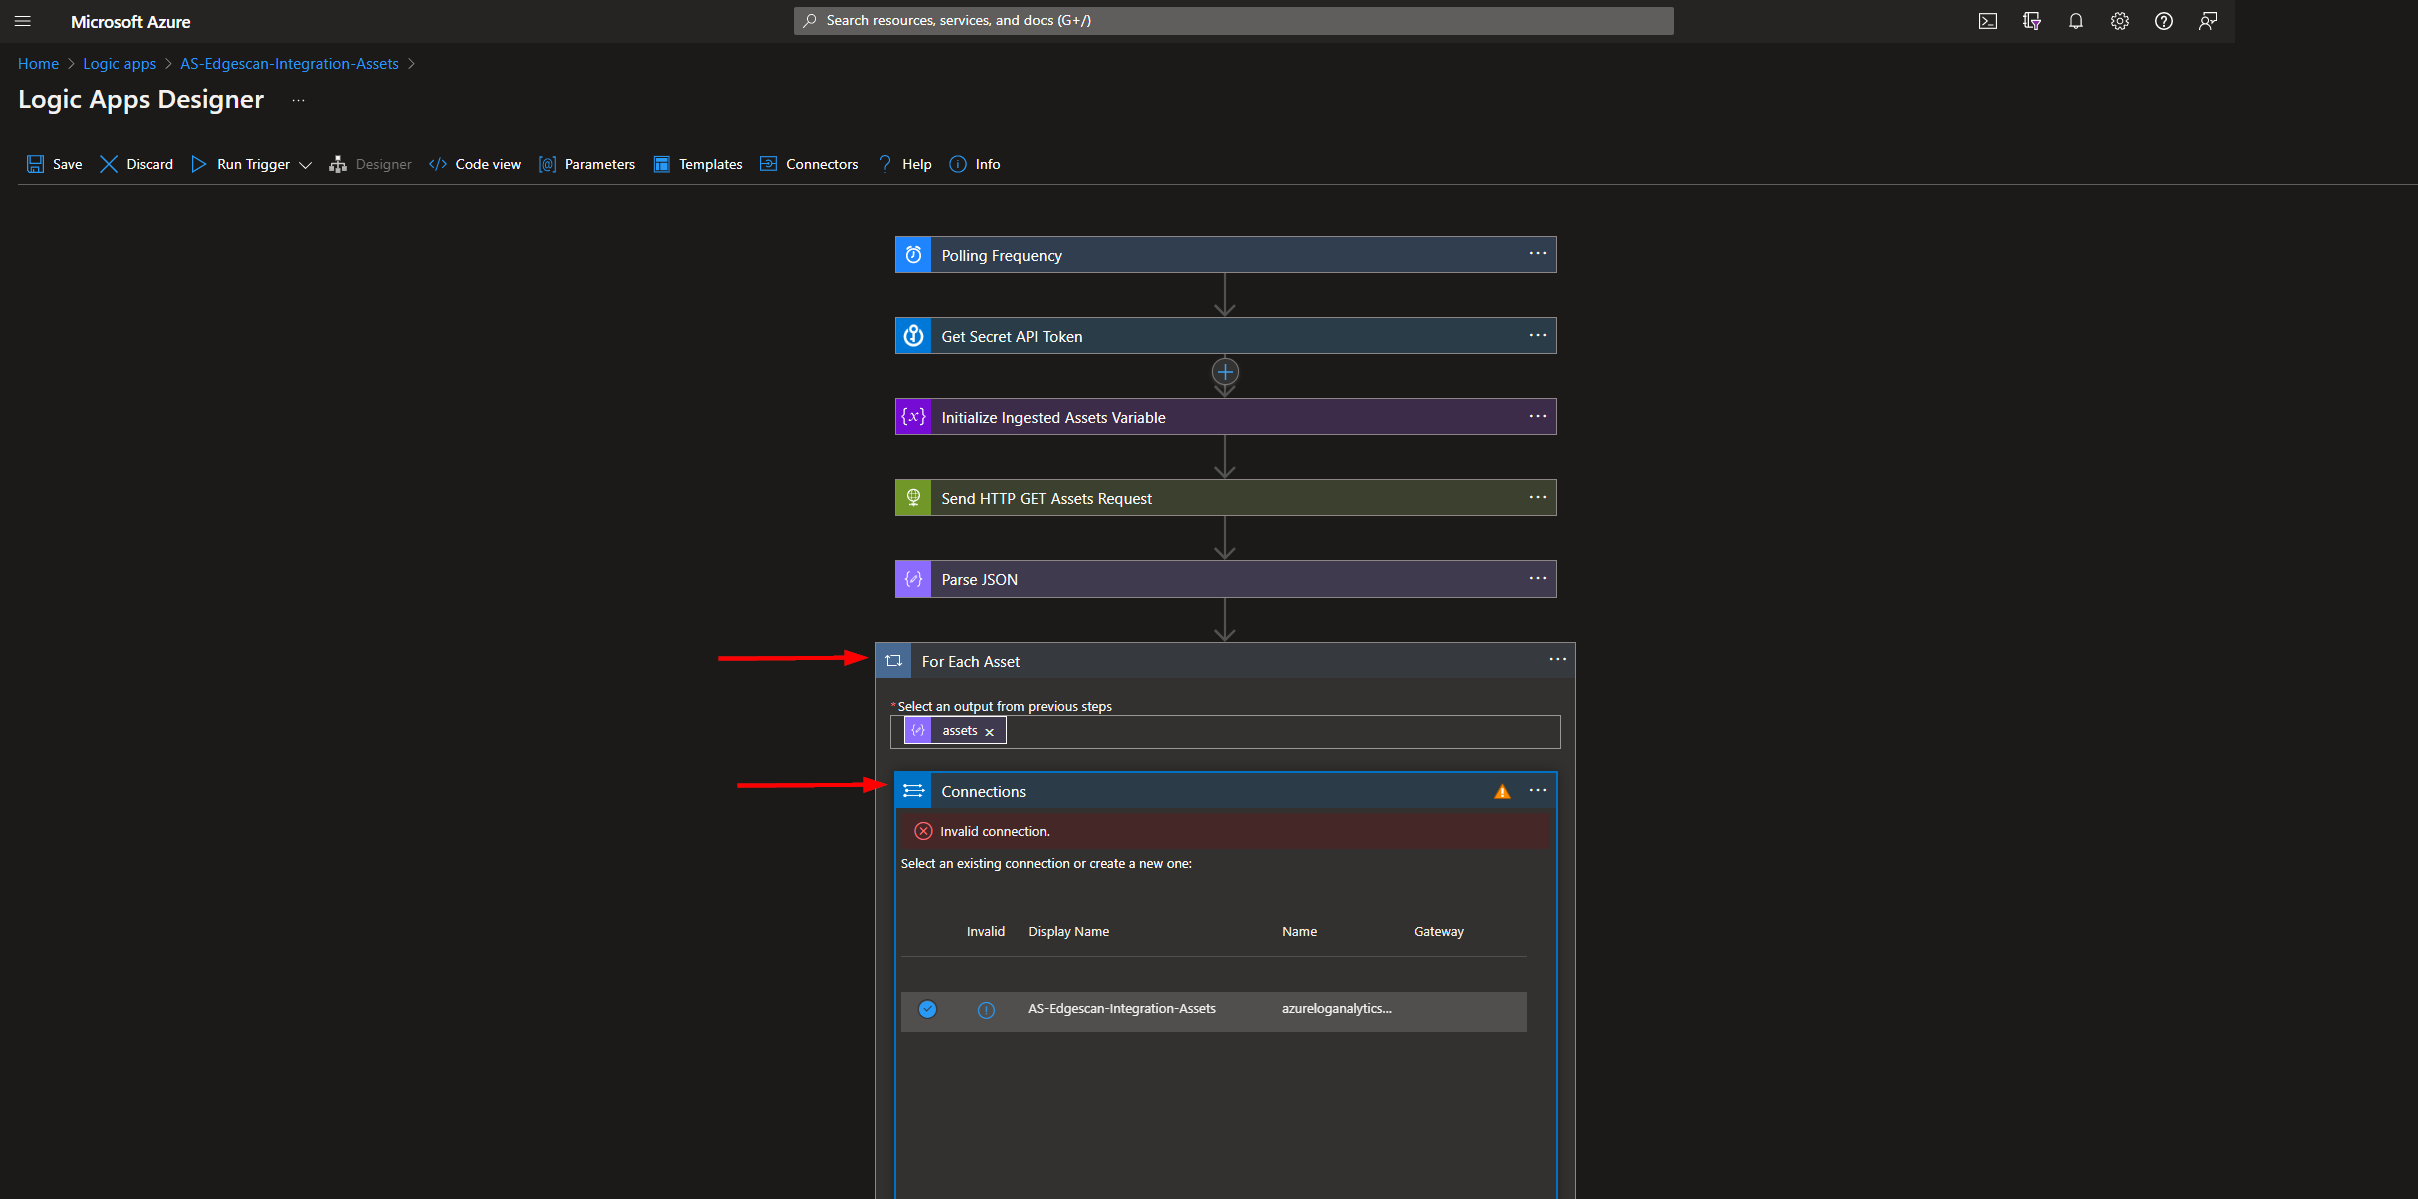 Microsoft Azure
Search resources, services, and docs (G+/)
Home > Logic apps > AS-Edgescan-Integration-Assets >
Logic Apps Designer ...
Save Discard Run Trigger Designer Code view Parameters Templates Connectors Help Info
Polling Frequency
Get Secret API Token
{x} Initialize Ingested Assets Variable
Send HTTP GET Assets Request
Parse JSON
For Each Asset
*Select an output from previous steps
assets ×
Connections
Invalid connection.
Select an existing connection or create a new one:
Invalid Display Name Name Gateway
AS-Edgescan-Integration-Assets azureloganalytics...